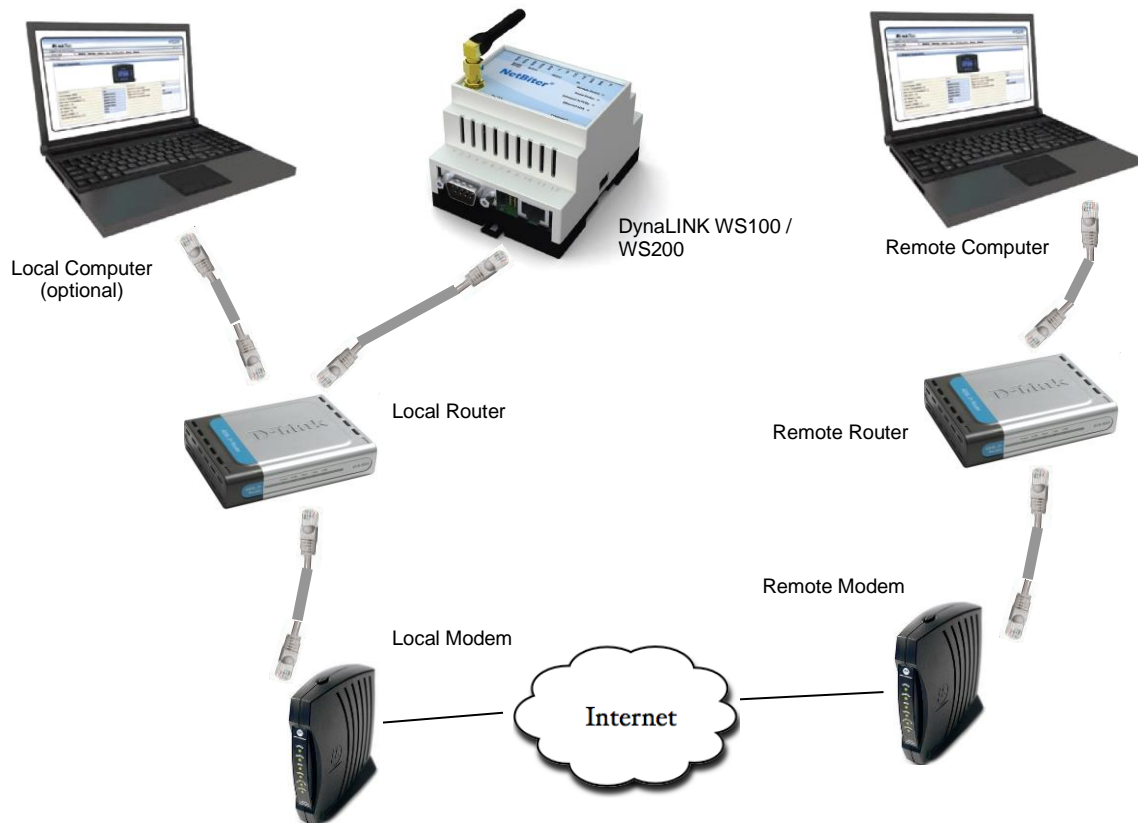 NetBiter
DynaLINK WS100 /
WS200
Local Computer
(optional)
Remote Computer
D-Link
Local Router
D-Link
Remote Router
Remote Modem
Local Modem
Internet